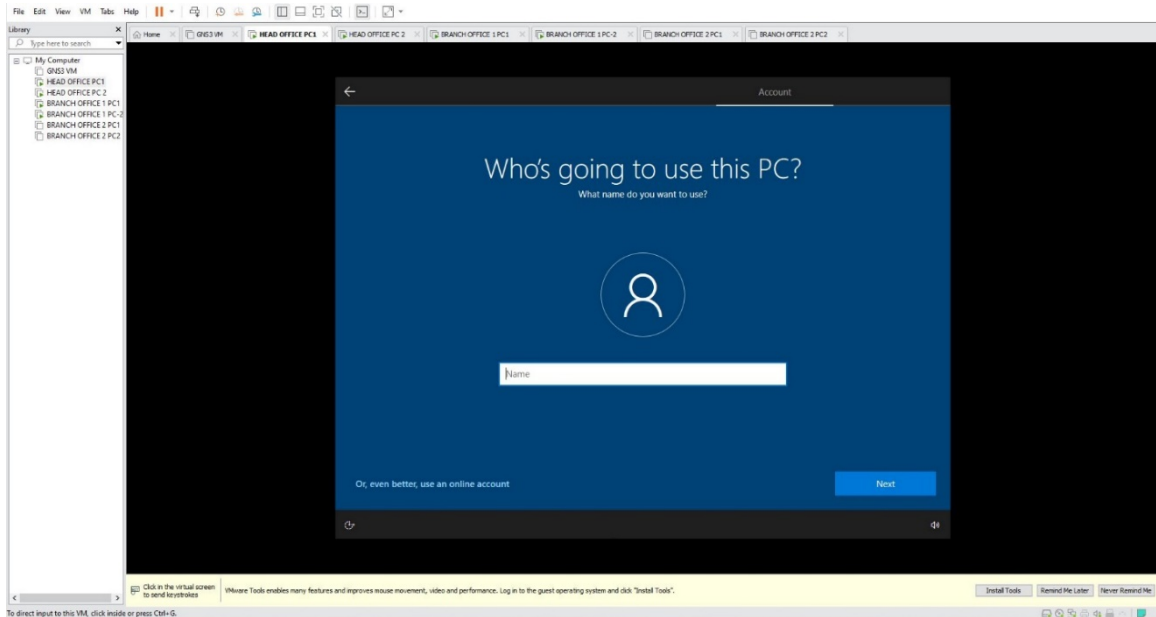 File Edit View VM Tabs Help
Library
Type here to search
My Computer
GNS3 VM
HEAD OFFICE PC1
HEAD OFFICE PC 2
BRANCH OFFICE 1 PC1
BRANCH OFFICE 1 PC-2
BRANCH OFFICE 2 PC1
BRANCH OFFICE 2 PC2
Home GNS3 VM HEAD OFFICE PC1 HEAD OFFICE PC 2 BRANCH OFFICE 1 PC1 BRANCH OFFICE 1 PC-2 BRANCH OFFICE 2 PC1 BRANCH OFFICE 2 PC2
Account
Who's going to use this PC?
What name do you want to use?
Name
Or, even better, use an online account
Next
Click in the virtual screen
to send keystrokes
VMware Tools enables many features and improves mouse movement, video and performance. Log in to the guest operating system and click "Install Tools".
Install Tools Remind Me Later Never Remind Me
To direct input to this VM, click inside or press Ctrl+G.